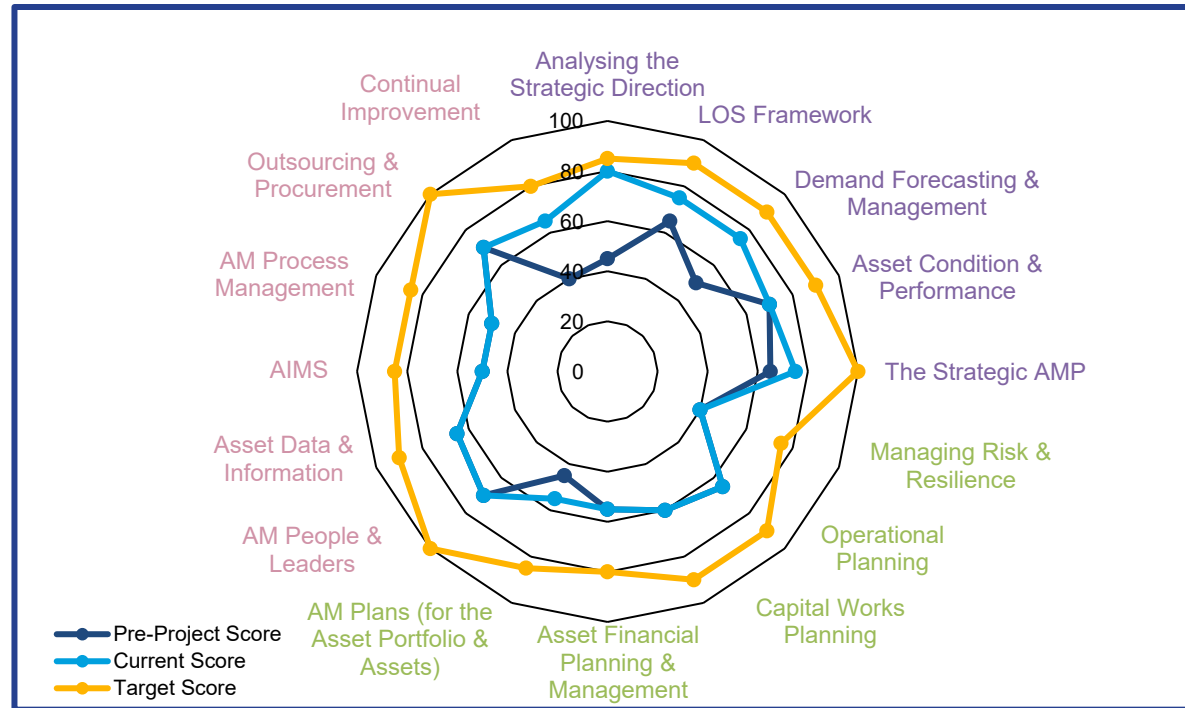 Analysing the
Strategic Direction
LOS Framework
Demand Forecasting &
Management
Asset Condition &
Performance
The Strategic AMP
Managing Risk &
Resilience
Operational
Planning
Capital Works
Planning
Asset Financial
Planning &
Management
AM Plans (for the
Asset Portfolio &
Assets)
AM People &
Leaders
Asset Data &
Information
AIMS
AM Process
Management
Outsourcing &
Procurement
Continual
Improvement
100
80
60
40
20
0
Pre-Project Score
Current Score
Target Score